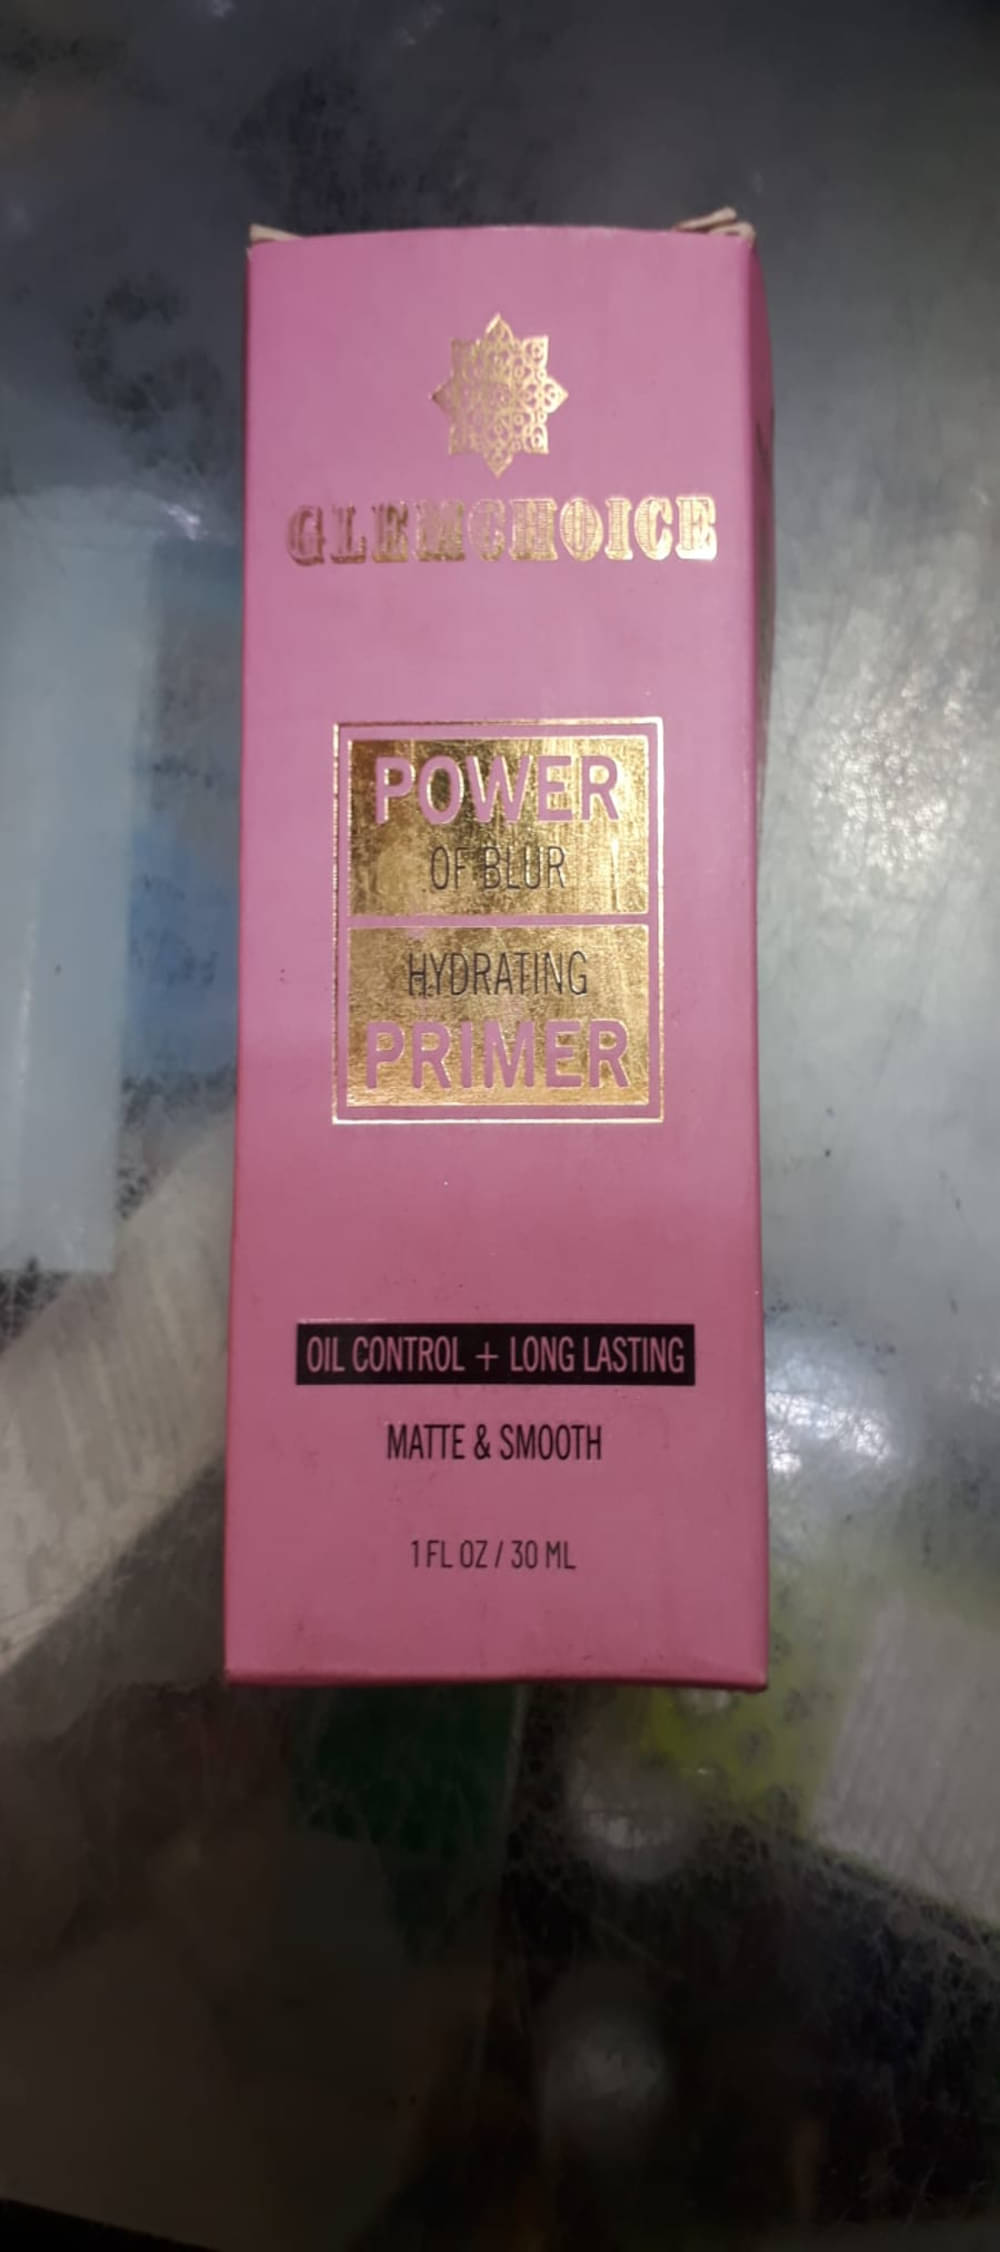 GLEMCHOICE
POWER
OF BLUR
HYDRATING
PRIMER
OIL CONTROL + LONG LASTING
MATTE & SMOOTH
1 FL OZ / 30 ML